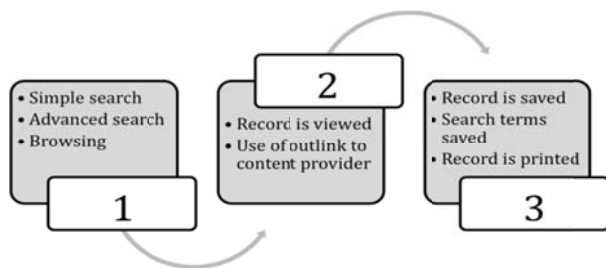 • Simple search
• Advanced search
• Browsing
1
2
• Record is viewed
• Use of outlink to
content provider
• Record is saved
• Search terms
saved
• Record is printed
3